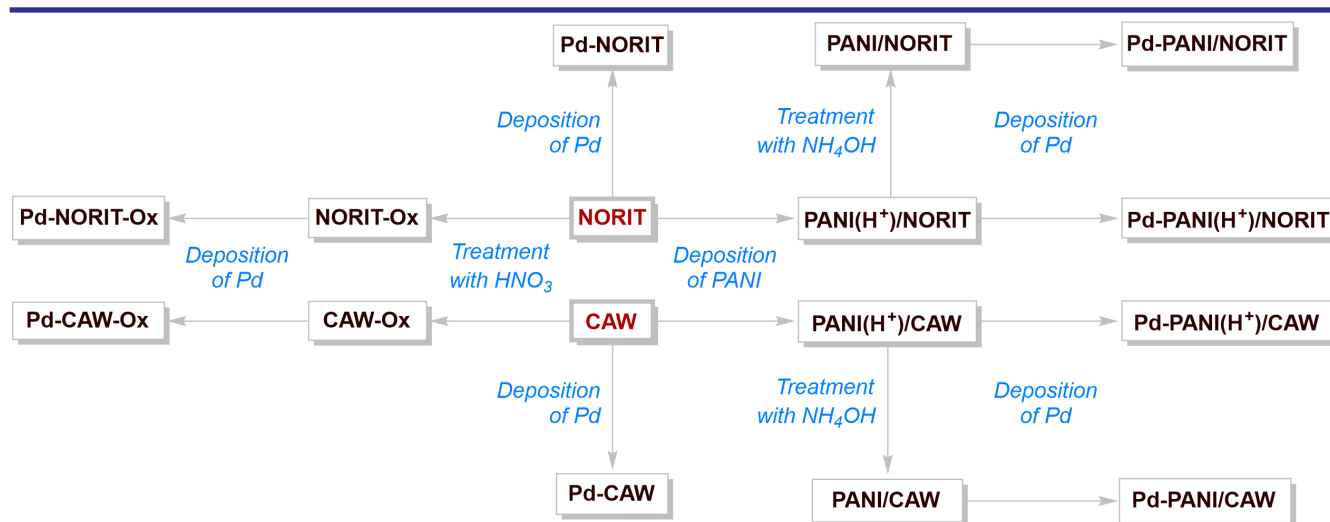 Pd-NORIT
PANI/NORIT
Pd-PANI/NORIT
Deposition
of Pd
Treatment
with NH₄OH
Deposition
of Pd
Pd-NORIT-Ox
NORIT-Ox
NORIT
PANI(H⁺)/NORIT
Pd-PANI(H⁺)/NORIT
Deposition
of Pd
Treatment
with HNO₃
Deposition
of PANI
Pd-CAW-Ox
CAW-Ox
CAW
PANI(H⁺)/CAW
Pd-PANI(H⁺)/CAW
Deposition
of Pd
Treatment
with NH₄OH
Deposition
of Pd
Pd-CAW
PANI/CAW
Pd-PANI/CAW